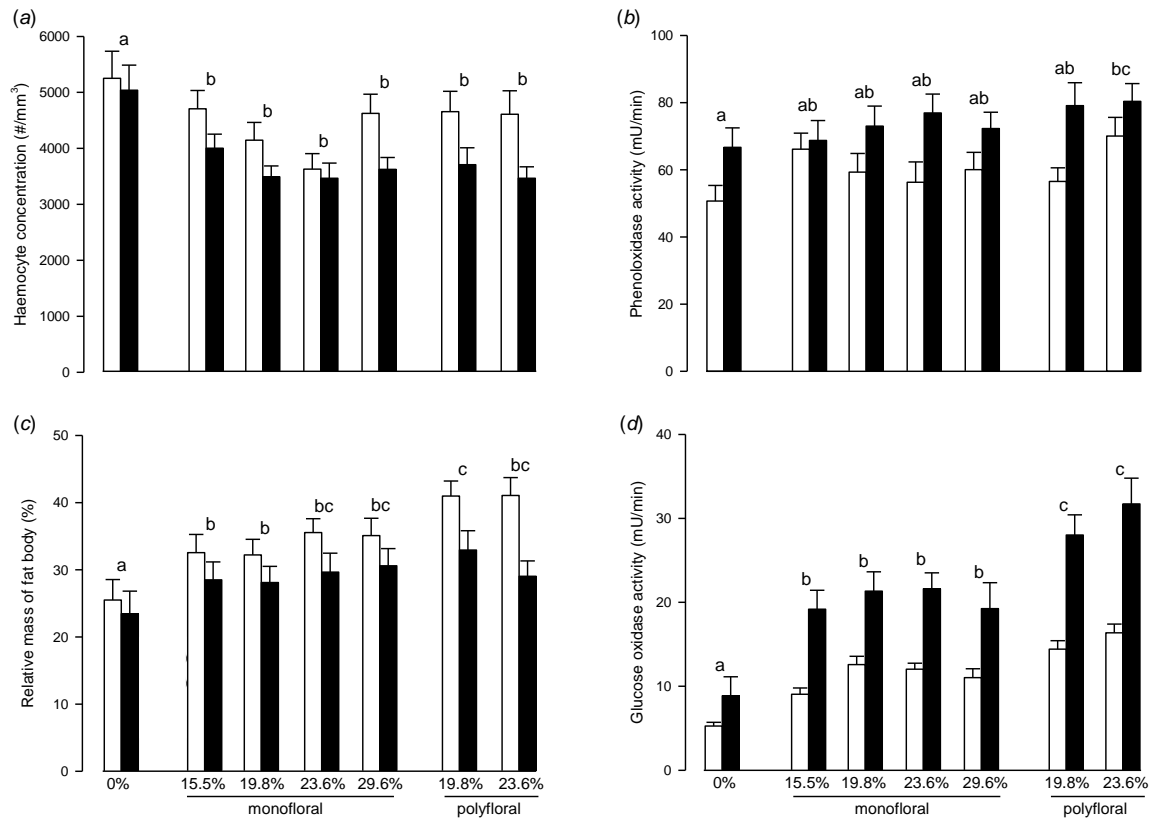 (a)
Haemocyte concentration (#/mm³)
6000
5000
4000
3000
4000
1000
0
a
b
b
b
b
b
b
(b)
Phenoloxidase activity (mU/min)
100
80
60
40
60
0
a
ab
ab
ab
ab
ab
bc
(c)
Relative mass of fat body (%)
50
40
30
20
10
0
a
b
b
bc
bc
c
bc
0%
15.5% 19.8% 23.6% 29.6%
19.8% 23.6%
monofloral
polyfloral
(d)
Glucose oxidase activity (mU/min)
40
30
20
10
0
a
b
b
b
b
c
c
0%
15.5% 19.8% 23.6% 29.6%
19.8% 23.6%
monofloral
polyfloral